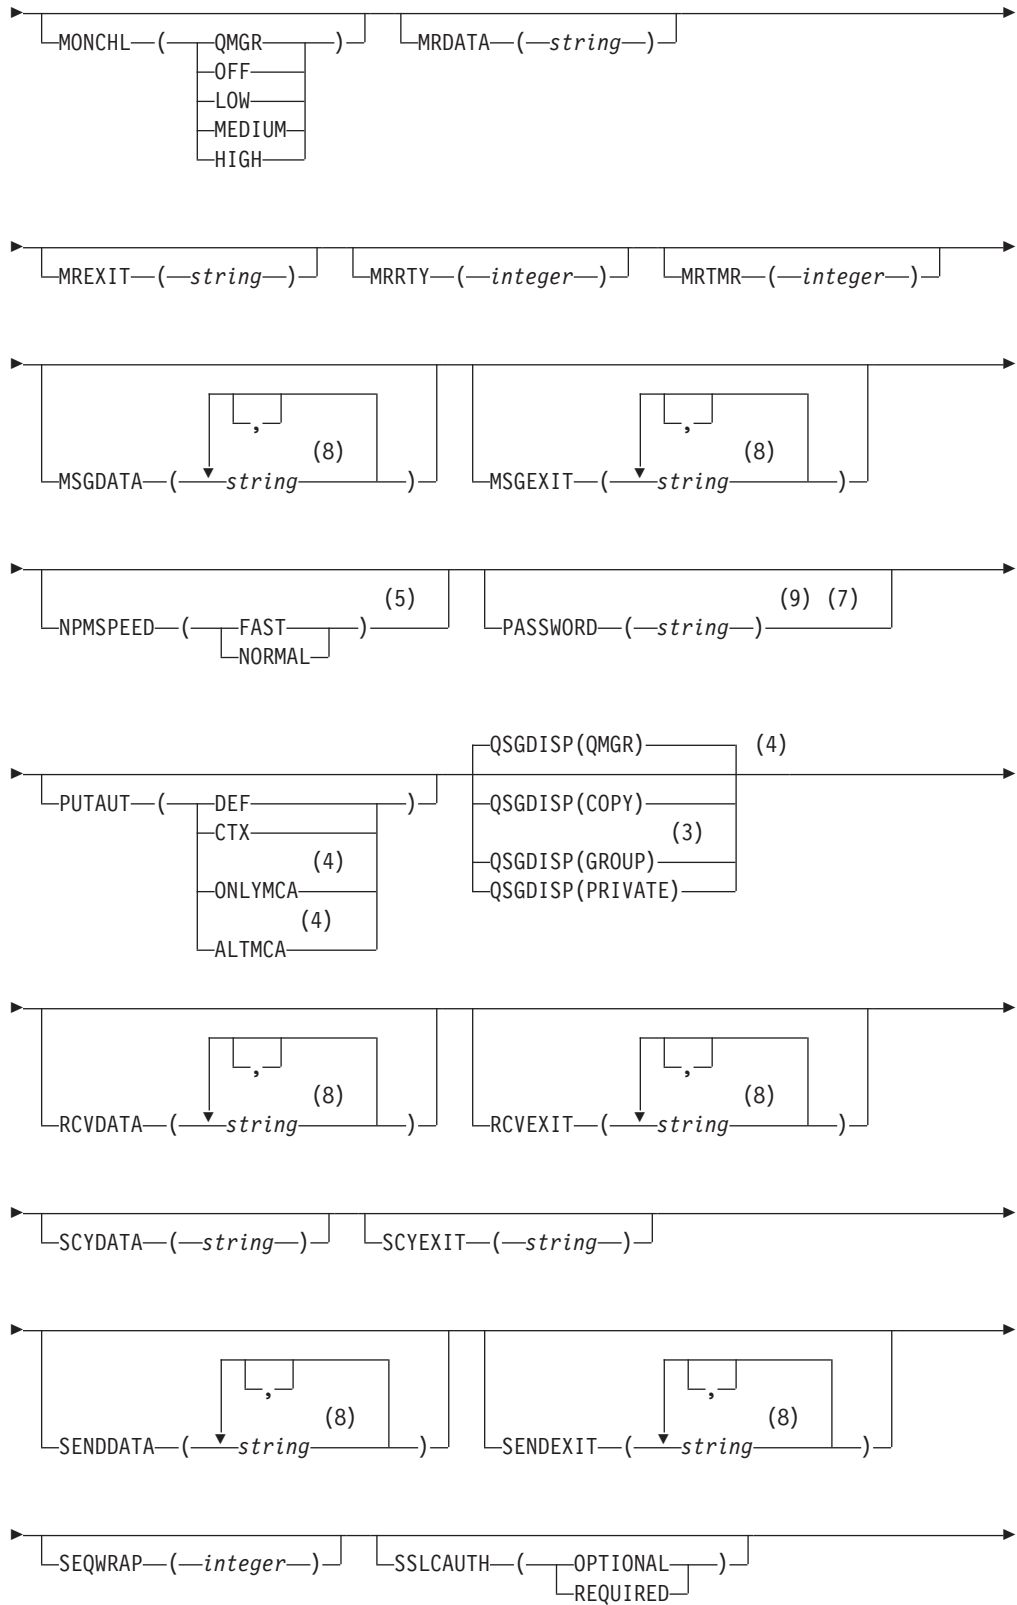 MONCHL ( QMGR ) MRDATA ( string )
OFF
LOW
MEDIUM
HIGH
MREXIT ( string ) MRRTY ( integer ) MRTMR ( integer )
, ,
(8) (8)
MSGDATA ( string ) MSGEXIT ( string )
(5) (9) (7)
NPMSPEED ( FAST ) PASSWORD ( string )
NORMAL
QSGDISP(QMGR) (4)
PUTAUT ( DEF ) QSGDISP(COPY)
CTX (3)
(4) QSGDISP(GROUP)
ONLYMCA QSGDISP(PRIVATE)
(4)
ALTMCA
, ,
(8) (8)
RCVDATA ( string ) RCVEXIT ( string )
SCYDATA ( string ) SCYEXIT ( string )
, ,
(8) (8)
SENDDATA ( string ) SENDEXIT ( string )
SEQWRAP ( integer ) SSLCAUTH ( OPTIONAL )
REQUIRED